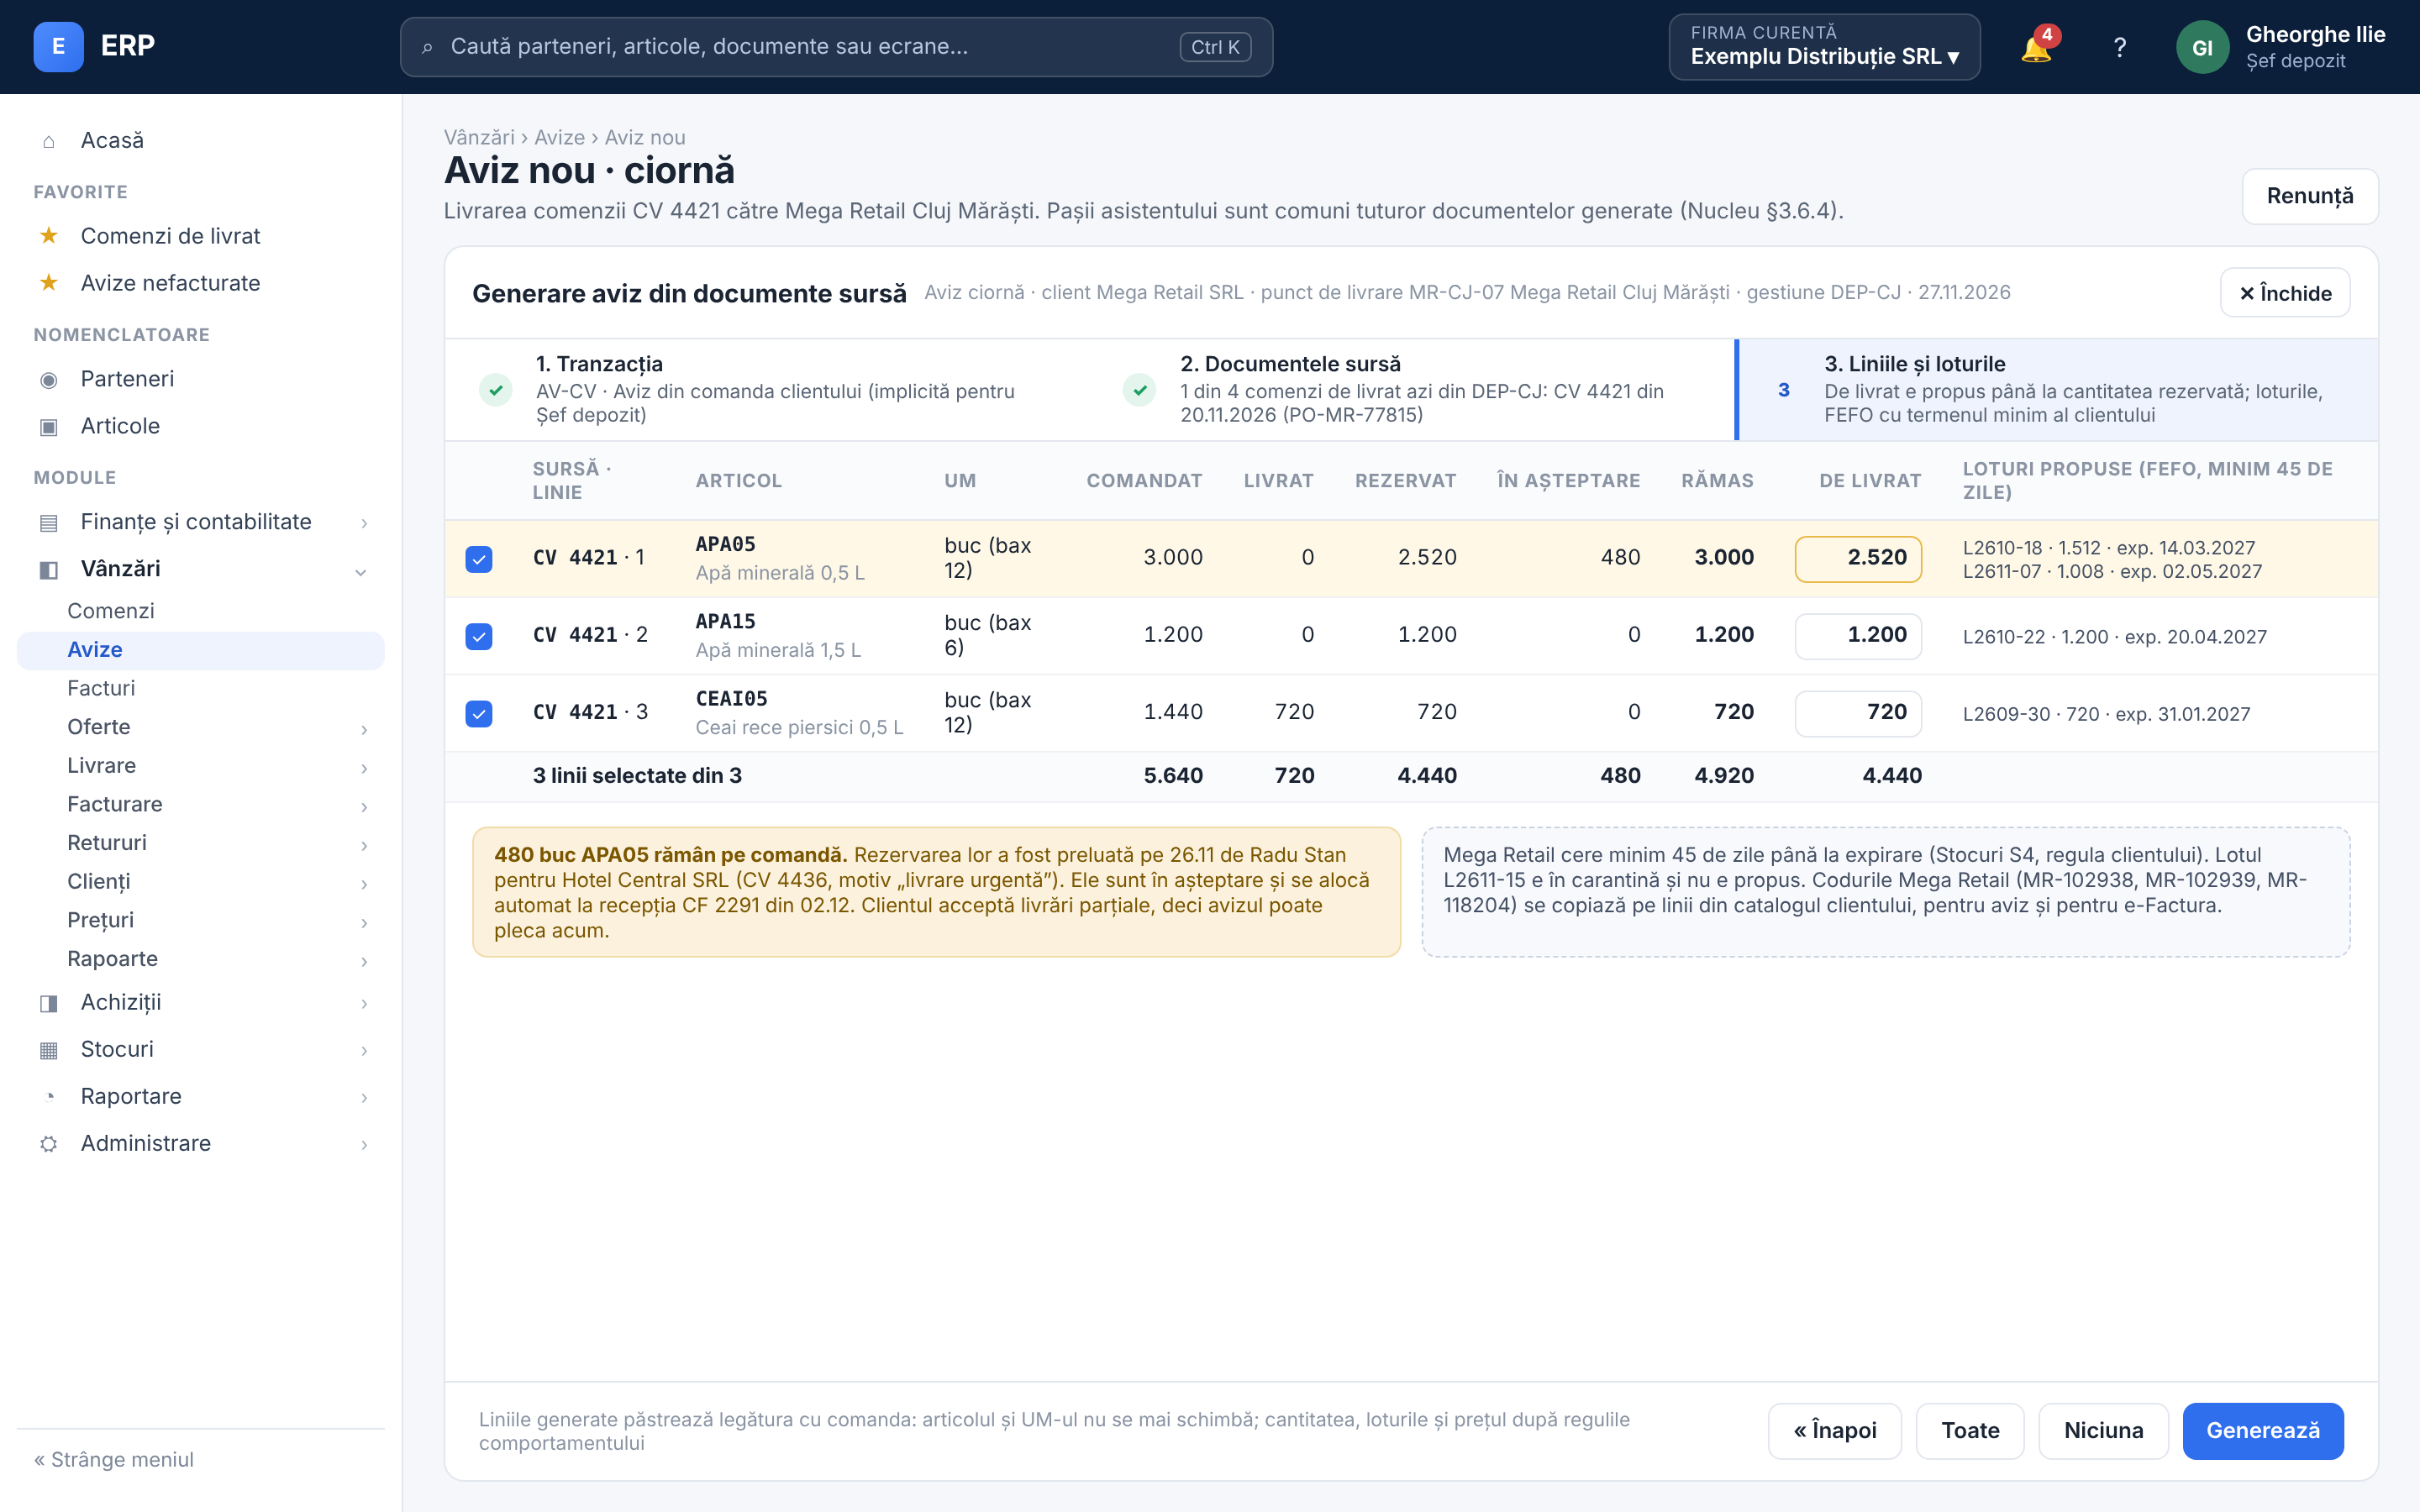 E ERP
Caută parteneri, articole, documente sau ecrane...
Ctrl K
FIRMA CURENTĂ
Exemplu Distribuție SRL ▾
4
?
GI
Gheorghe Ilie
Șef depozit
Acasă
FAVORITE
Comenzi de livrat
Avize nefacturate
NOMENCLATOARE
Parteneri
Articole
MODULE
Finanțe și contabilitate
Vânzări
Comenzi
Avize
Facturi
Oferte
Livrare
Facturare
Retururi
Clienți
Prețuri
Rapoarte
Achiziții
Stocuri
Raportare
Administrare
« Strânge meniul
Vânzări › Avize › Aviz nou
Aviz nou · ciornă
Livrarea comenzii CV 4421 către Mega Retail Cluj Mărăști. Pașii asistentului sunt comuni tuturor documentelor generate (Nucleu §3.6.4).
Renunță
Generare aviz din documente sursă
Aviz ciornă · client Mega Retail SRL · punct de livrare MR-CJ-07 Mega Retail Cluj Mărăști · gestiune DEP-CJ · 27.11.2026
✕ Închide
1. Tranzacția
AV-CV · Aviz din comanda clientului (implicită pentru
Șef depozit)
2. Documentele sursă
1 din 4 comenzi de livrat azi din DEP-CJ: CV 4421 din
20.11.2026 (PO-MR-77815)
3
3. Liniile și loturile
De livrat e propus până la cantitatea rezervată; loturile,
FEFO cu termenul minim al clientului
SURSĂ · LINIE ARTICOL UM COMANDAT LIVRAT REZERVAT ÎN AȘTEPTARE RĂMAS DE LIVRAT LOTURI PROPUSE (FEFO, MINIM 45 DE ZILE)
CV 4421 · 1 APA05 Apă minerală 0,5 L buc (bax 12) 3.000 0 2.520 480 3.000 2.520 L2610-18 · 1.512 · exp. 14.03.2027
L2611-07 · 1.008 · exp. 02.05.2027
CV 4421 · 2 APA15 Apă minerală 1,5 L buc (bax 6) 1.200 0 1.200 0 1.200 1.200 L2610-22 · 1.200 · exp. 20.04.2027
CV 4421 · 3 CEAI05 Ceai rece piersici 0,5 L buc (bax 12) 1.440 720 720 0 720 720 L2609-30 · 720 · exp. 31.01.2027
3 linii selectate din 3 5.640 720 4.440 480 4.920 4.440
480 buc APA05 rămân pe comandă. Rezervarea lor a fost preluată pe 26.11 de Radu Stan
pentru Hotel Central SRL (CV 4436, motiv „livrare urgentă”). Ele sunt în așteptare și se alocă
automat la recepția CF 2291 din 02.12. Clientul acceptă livrări parțiale, deci avizul poate
pleca acum.
Mega Retail cere minim 45 de zile până la expirare (Stocuri S4, regula clientului). Lotul
L2611-15 e în carantină și nu e propus. Codurile Mega Retail (MR-102938, MR-102939, MR-
118204) se copiază pe linii din catalogul clientului, pentru aviz și pentru e-Factura.
Liniile generate păstrează legătura cu comanda: articolul și UM-ul nu se mai schimbă; cantitatea, loturile și prețul după regulile
comportamentului
« Înapoi
Toate
Niciuna
Generează